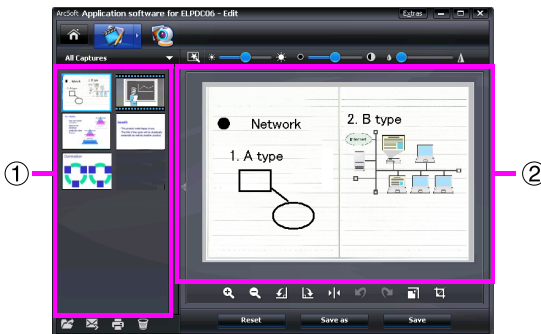 ArcSoft Application software for ELPDC06 - Edit
Extras
All Captures
Network
1. A type
2. B type
Internet
Reset
Save as
Save
1
2